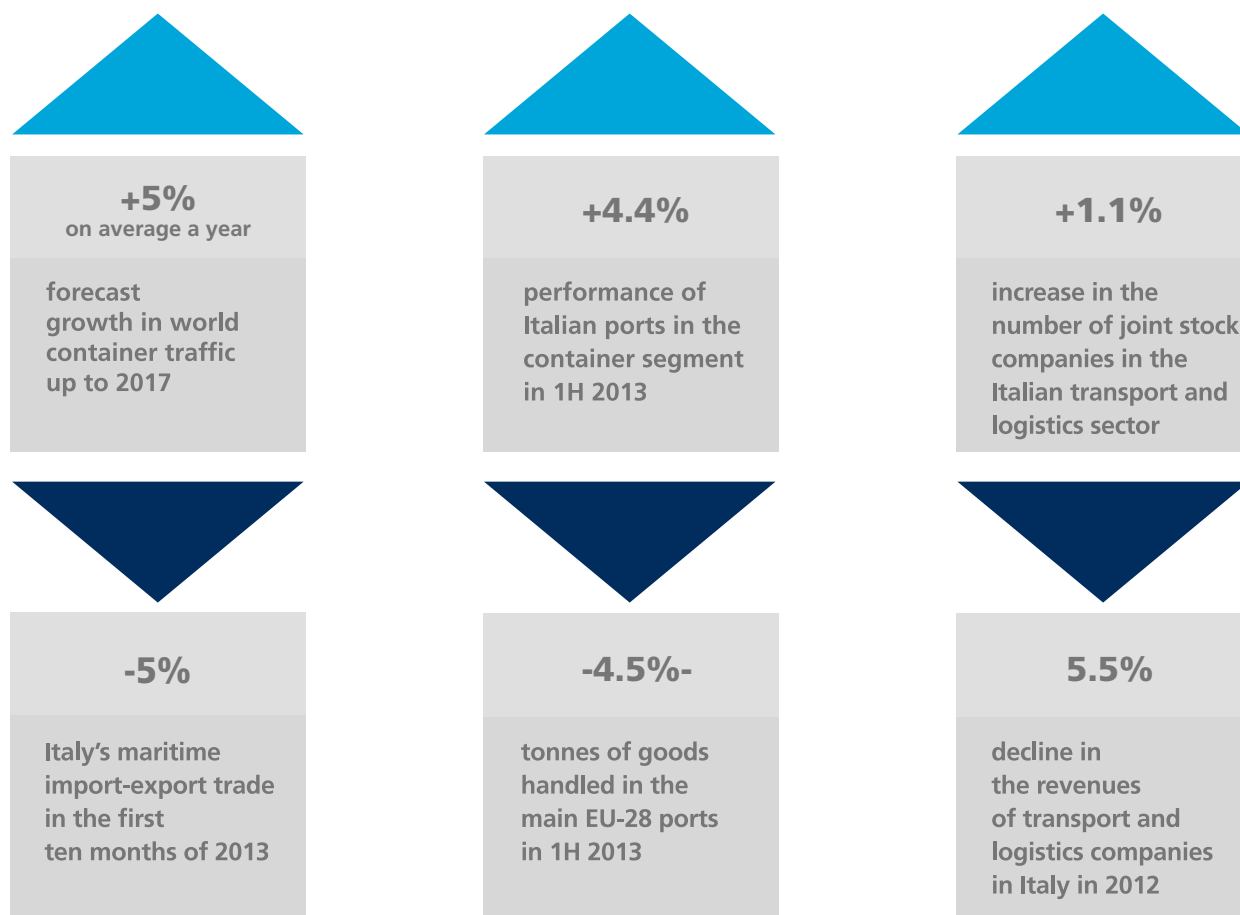 +5%
on average a year
forecast
growth in world
container traffic
up to 2017
+4.4%
performance of
Italian ports in the
container segment
in 1H 2013
+1.1%
increase in the
number of joint stock
companies in the
Italian transport and
logistics sector
-5%
Italy’s maritime
import-export trade
in the first
ten months of 2013
-4.5%-
tonnes of goods
handled in the
main EU-28 ports
in 1H 2013
5.5%
decline in
the revenues
of transport and
logistics companies
in Italy in 2012